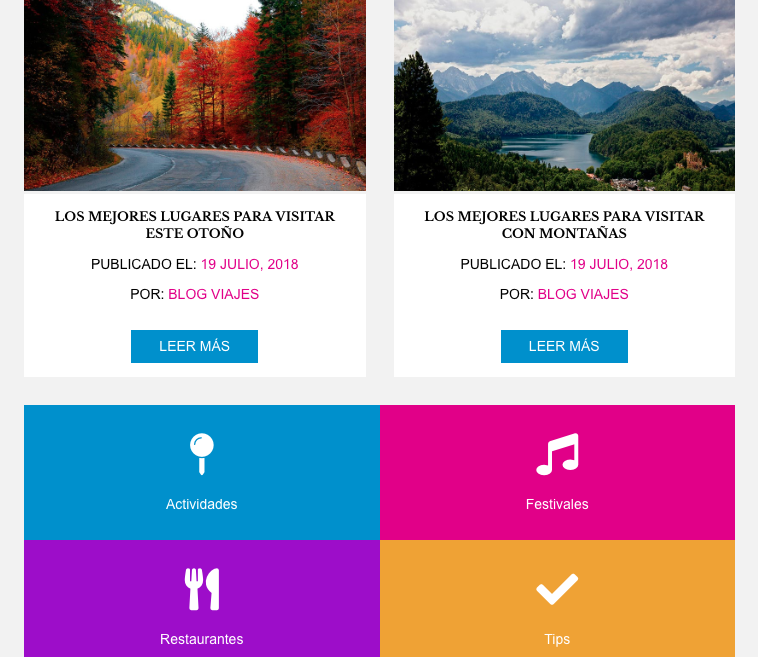 LOS MEJORES LUGARES PARA VISITAR
ESTE OTOÑO
PUBLICADO EL: 19 JULIO, 2018
POR: BLOG VIAJES
LEER MÁS
LOS MEJORES LUGARES PARA VISITAR
CON MONTAÑAS
PUBLICADO EL: 19 JULIO, 2018
POR: BLOG VIAJES
LEER MÁS
Actividades
Festivales
Restaurantes
Tips